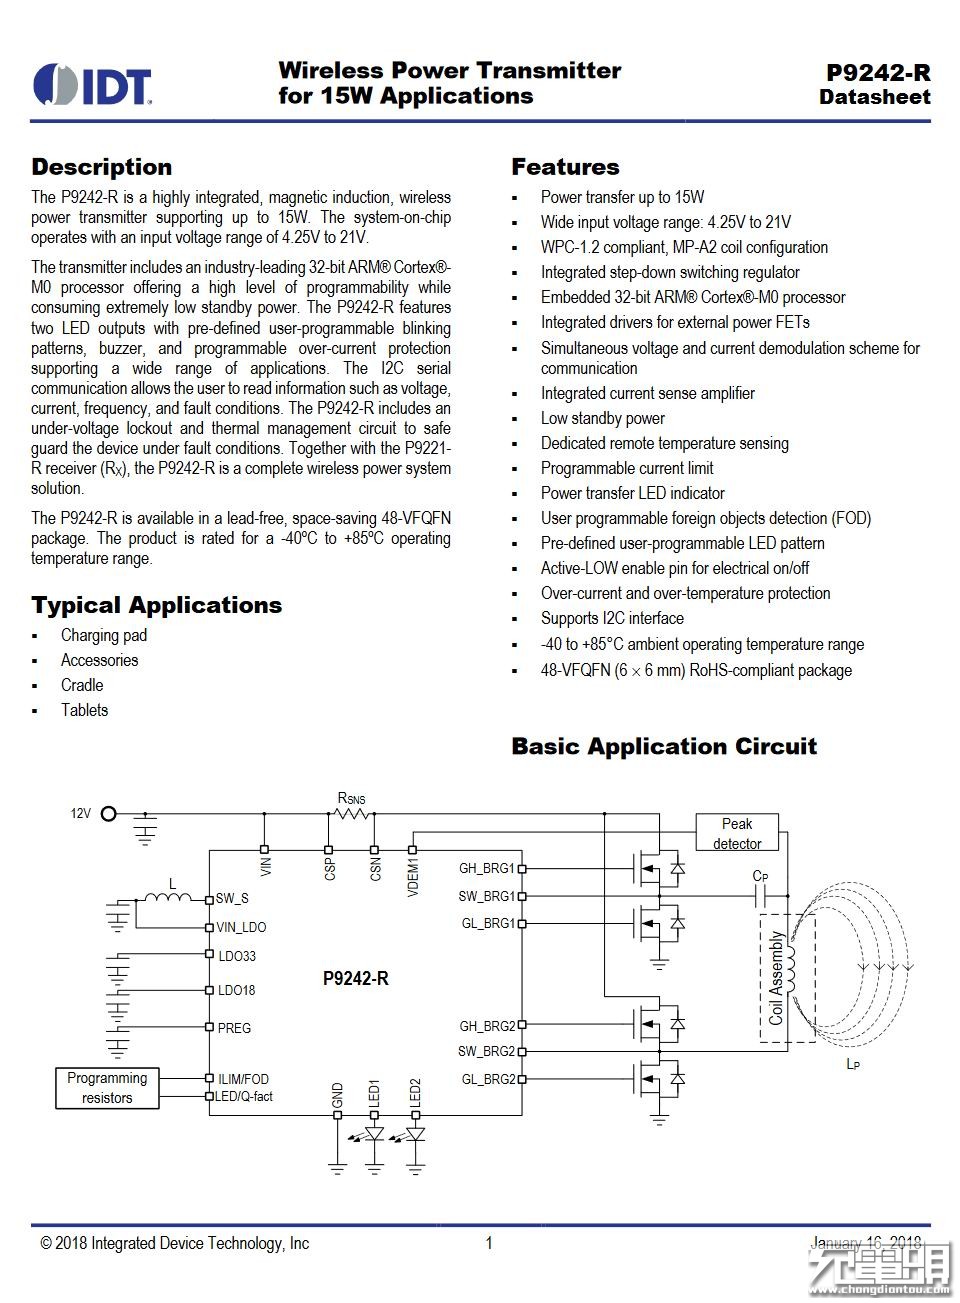 IDT
Wireless Power Transmitter
for 15W Applications
P9242-R
Datasheet
Description
The P9242-R is a highly integrated, magnetic induction, wireless
power transmitter supporting up to 15W. The system-on-chip
operates with an input voltage range of 4.25V to 21V.
The transmitter includes an industry-leading 32-bit ARM® Cortex®-
M0 processor offering a high level of programmability while
consuming extremely low standby power. The P9242-R features
two LED outputs with pre-defined user-programmable blinking
patterns, buzzer, and programmable over-current protection
supporting a wide range of applications. The I2C serial
communication allows the user to read information such as voltage,
current, frequency, and fault conditions. The P9242-R includes an
under-voltage lockout and thermal management circuit to safe
guard the device under fault conditions. Together with the P9221-
R receiver (RX), the P9242-R is a complete wireless power system
solution.
The P9242-R is available in a lead-free, space-saving 48-VFQFN
package. The product is rated for a -40ºC to +85ºC operating
temperature range.
Typical Applications
▪ Charging pad
▪ Accessories
▪ Cradle
▪ Tablets
Features
▪ Power transfer up to 15W
▪ Wide input voltage range: 4.25V to 21V
▪ WPC-1.2 compliant, MP-A2 coil configuration
▪ Integrated step-down switching regulator
▪ Embedded 32-bit ARM® Cortex®-M0 processor
▪ Integrated drivers for external power FETs
▪ Simultaneous voltage and current demodulation scheme for
communication
▪ Integrated current sense amplifier
▪ Low standby power
▪ Dedicated remote temperature sensing
▪ Programmable current limit
▪ Power transfer LED indicator
▪ User programmable foreign objects detection (FOD)
▪ Pre-defined user-programmable LED pattern
▪ Active-LOW enable pin for electrical on/off
▪ Over-current and over-temperature protection
▪ Supports I2C interface
▪ -40 to +85°C ambient operating temperature range
▪ 48-VFQFN (6 × 6 mm) RoHS-compliant package
Basic Application Circuit
12V
RSNS
Peak
detector
VIN
CSP
CSN
VDEM1
GH_BRG1
SW_BRG1
GL_BRG1
CP
L
SW_S
VIN_LDO
LDO33
LDO18
PREG
P9242-R
Coil Assembly
LP
GH_BRG2
SW_BRG2
GL_BRG2
Programming
resistors
ILIM/FOD
LED/Q-fact
GND
LED1
LED2
© 2018 Integrated Device Technology, Inc
1
January 16, 2018
充电头
www.chongdiantou.com